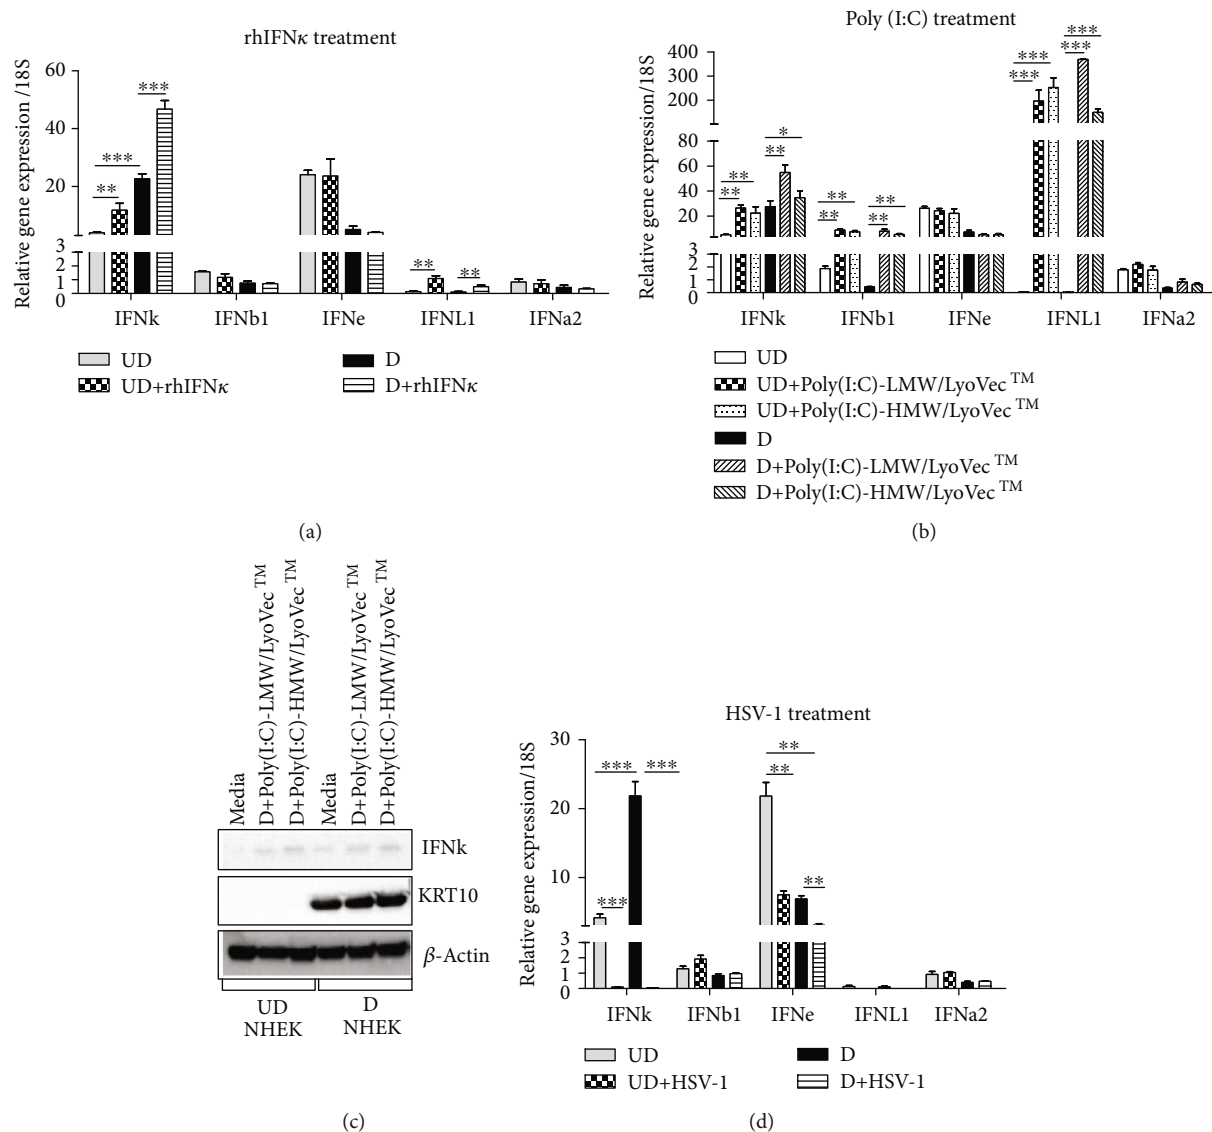 rhIFNκ treatment
(a)
Relative gene expression /18S
60
40
20
3
2
1
0
***
***
**
**
**
IFNk
IFNb1
IFNe
IFNL1
IFNa2
UD
D
UD+rhIFNκ
D+rhIFNκ
(a)
Poly (I:C) treatment
(b)
Relative gene expression/18S
400
300
200
80
60
40
20
3
2
1
0
**
**
*
**
**
**
**
**
***
***
***
***
IFNk
IFNb1
IFNe
IFNL1
IFNa2
UD
UD+Poly(I:C)-LMW/LyoVec TM
UD+Poly(I:C)-HMW/LyoVec TM
D
D+Poly(I:C)-LMW/LyoVec TM
D+Poly(I:C)-HMW/LyoVec TM
(b)
Media
D+Poly(I:C)-LMW/LyoVec TM
D+Poly(I:C)-HMW/LyoVec TM
Media
D+Poly(I:C)-LMW/LyoVec TM
D+Poly(I:C)-HMW/LyoVec TM
IFNk
KRT10
β-Actin
UD
NHEK
D
NHEK
(c)
HSV-1 treatment
Relative gene expression/18S
30
20
10
3
2
1
0
***
***
***
**
**
**
IFNk
IFNb1
IFNe
IFNL1
IFNa2
UD
D
UD+HSV-1
D+HSV-1
(d)